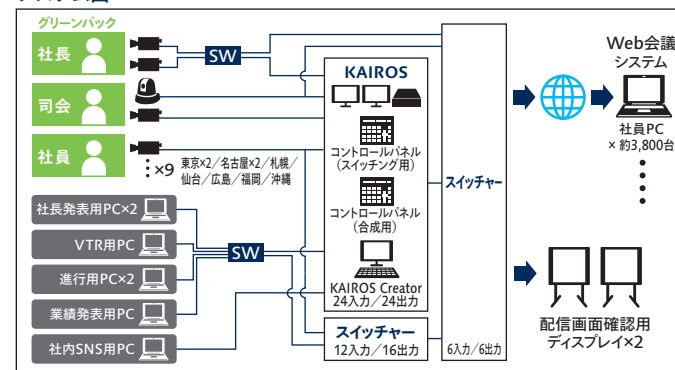 グリーンバック
社長
司会
社員
×9
東京×2／名古屋×2／札幌／
仙台／広島／福岡／沖縄
社長発表用PC×2
VTR用PC
進行用PC×2
業績発表用PC
社内SNS用PC
SW
SW
KAIROS
コントロールパネル
（スイッチング用）
コントロールパネル
（合成用）
KAIROS Creator
24入力／24出力
スイッチャー
12入力／16出力
スイッチャー
6入力／6出力
Web会議
システム
社員PC
×約3,800台
配信画面確認用
ディスプレイ×2